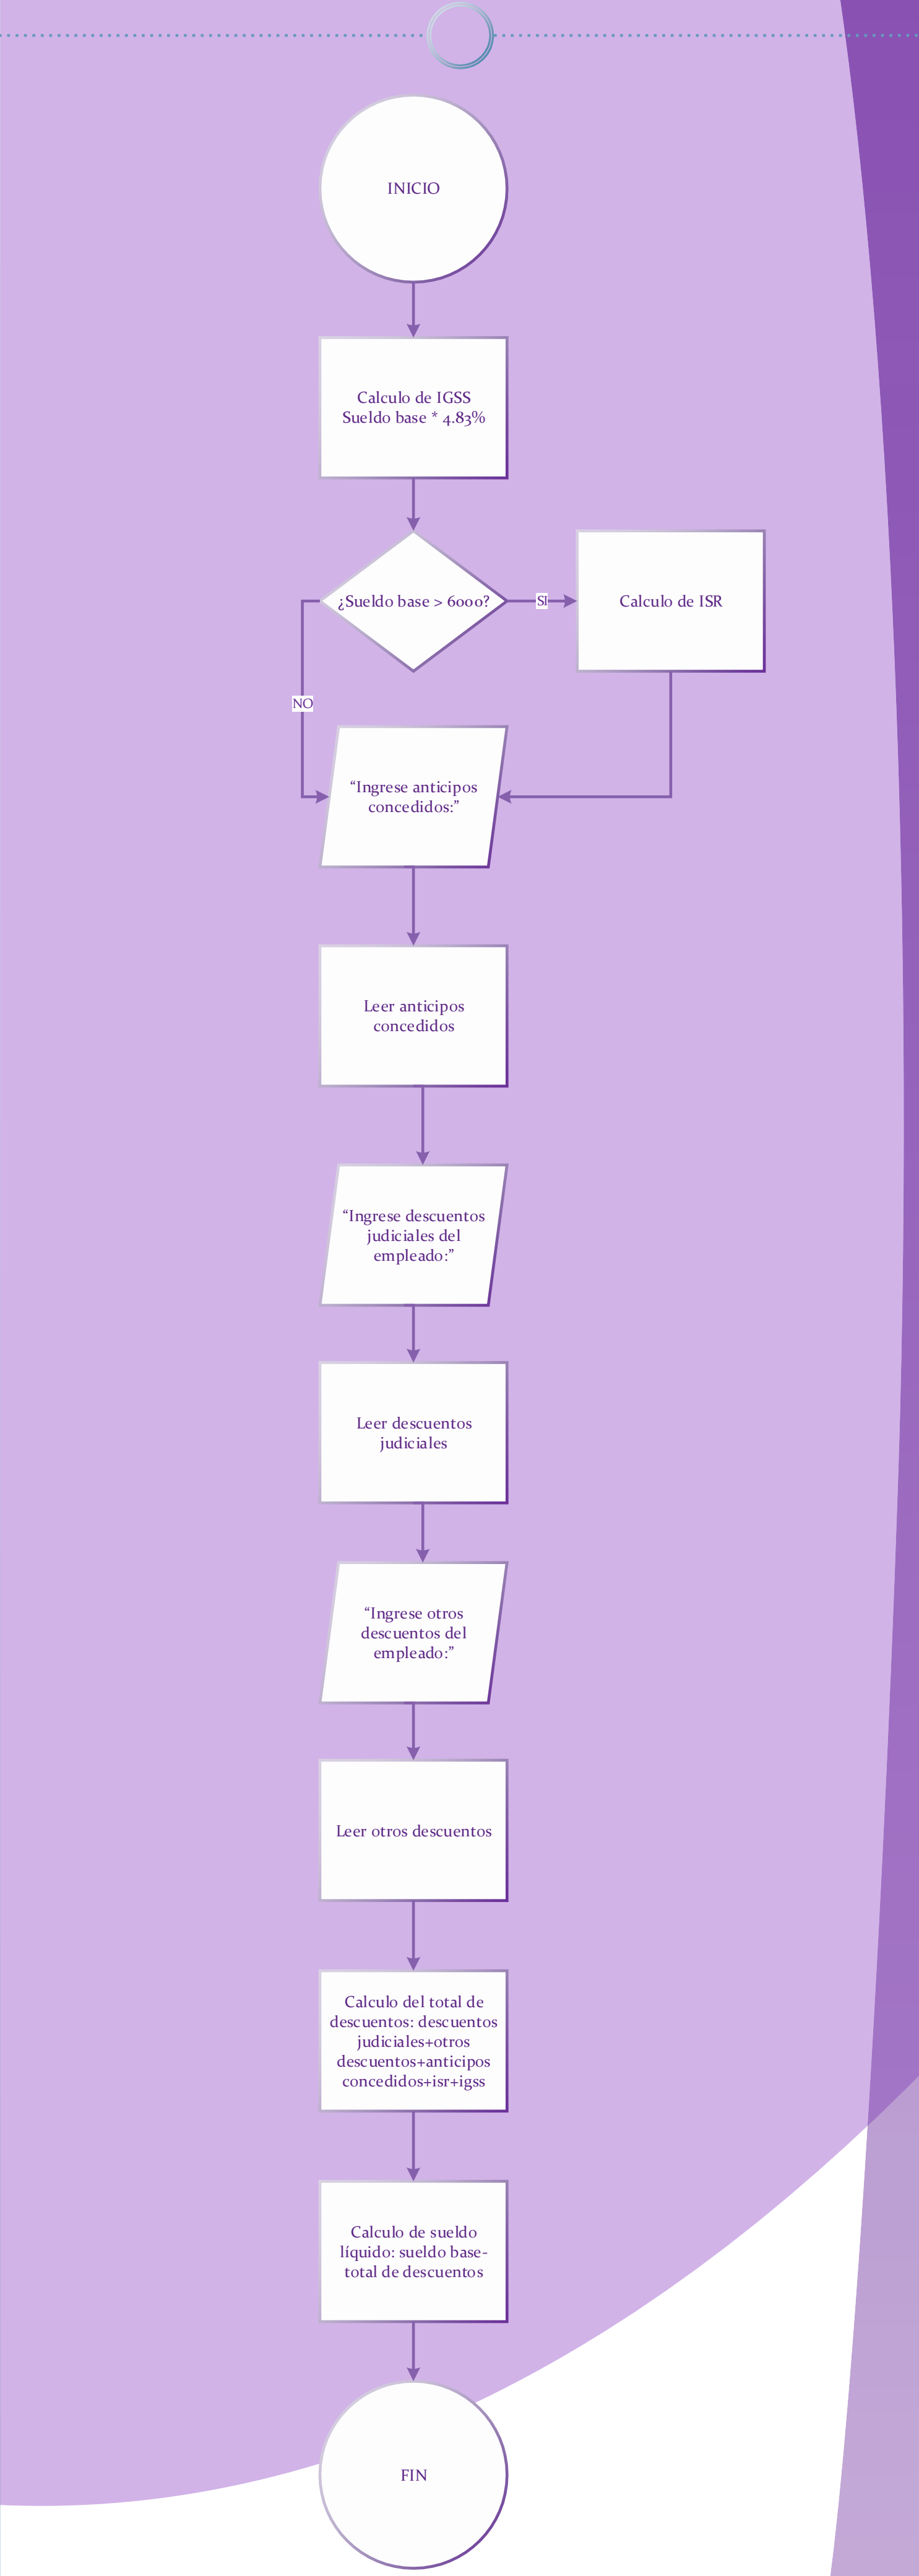 INICIO
Calculo de IGSS
Sueldo base * 4.83%
¿Sueldo base > 6000?
SI
Calculo de ISR
NO
“Ingrese anticipos
concedidos:”
Leer anticipos
concedidos
“Ingrese descuentos
judiciales del
empleado:”
Leer descuentos
judiciales
“Ingrese otros
descuentos del
empleado:”
Leer otros descuentos
Calculo del total de
descuentos: descuentos
judiciales+otros
descuentos+anticipos
concedidos+isr+igss
Calculo de sueldo
líquido: sueldo base-
total de descuentos
FIN